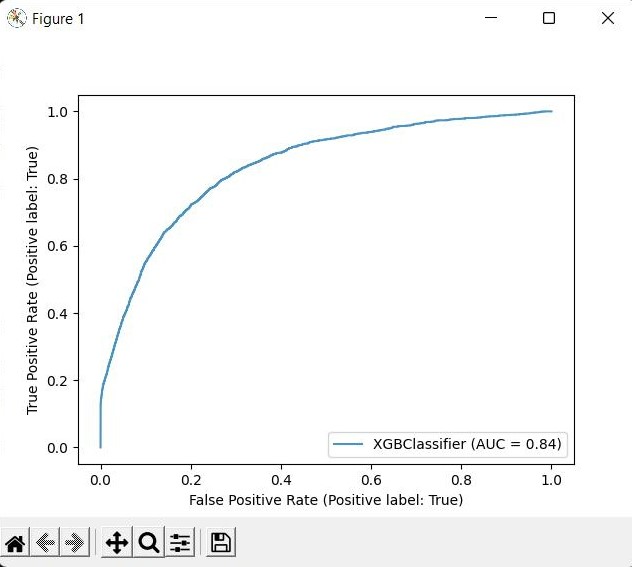 Figure 1
1.0
0.8
0.6
0.4
0.2
0.0
True Positive Rate (Positive label: True)
XGBClassifier (AUC = 0.84)
0.0 0.2 0.4 0.6 0.8 1.0
False Positive Rate (Positive label: True)